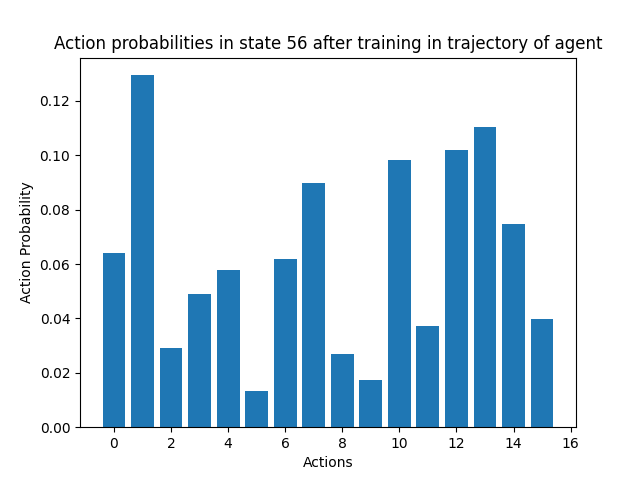 Action probabilities in state 56 after training in trajectory of agent
0.12
0.10
0.08
0.06
0.04
0.02
0.00
Action Probability
0 2 4 6 8 10 12 14 16
Actions